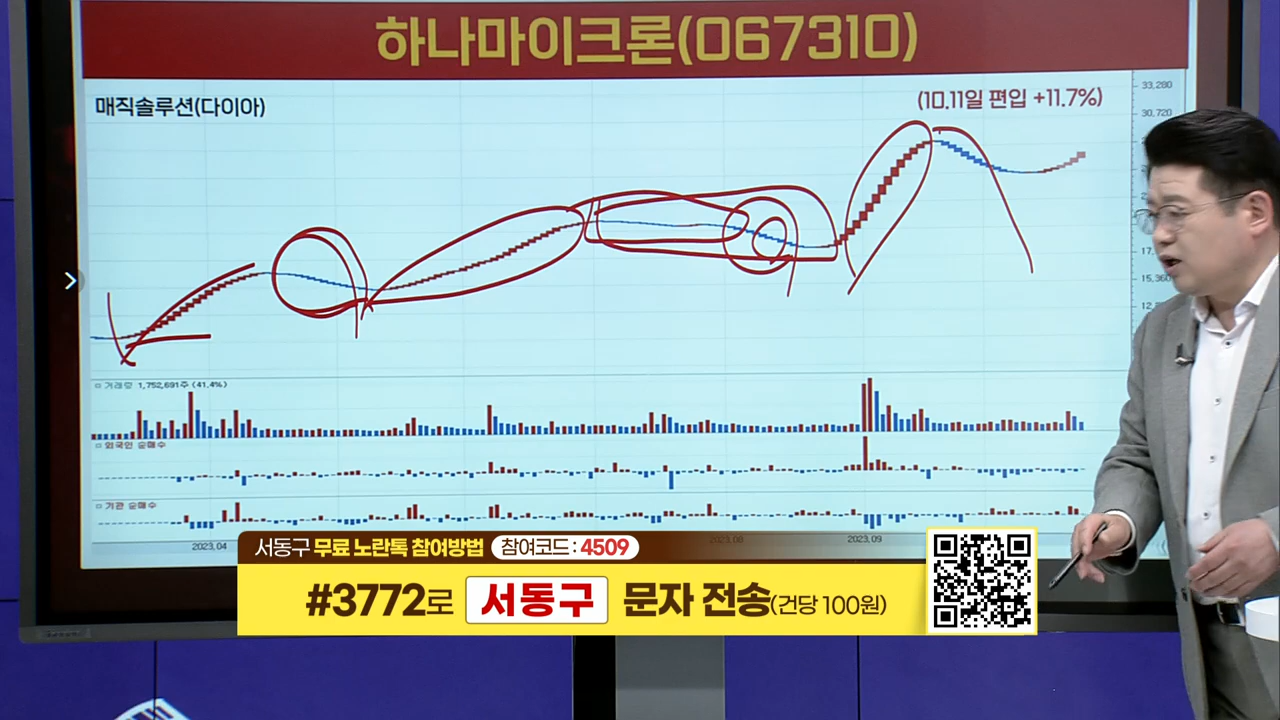 하나마이크론(067310)
매직솔루션(다이아)
(10.11일 편입 +11.7%)
33,280
30,720
15,360
거래량 1,752,691주 (41.4%)
외국인 순매수
기관 순매수
2023.04
2023.08
2023.09
서동구 무료 노란톡 참여방법 참여코드 : 4509
#3772로 서동구 문자 전송(건당 100원)